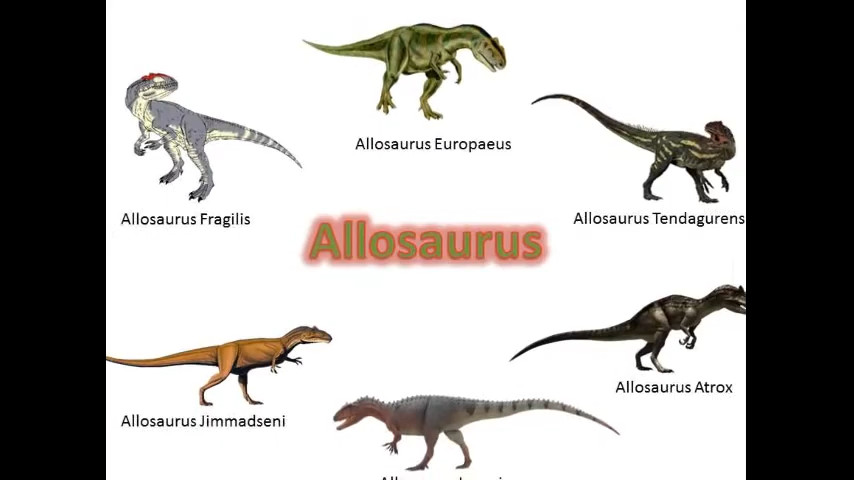 Allosaurus Europaeus
Allosaurus Fragilis
Allosaurus Tendagurens
Allosaurus
Allosaurus Atrox
Allosaurus Jimmadseni